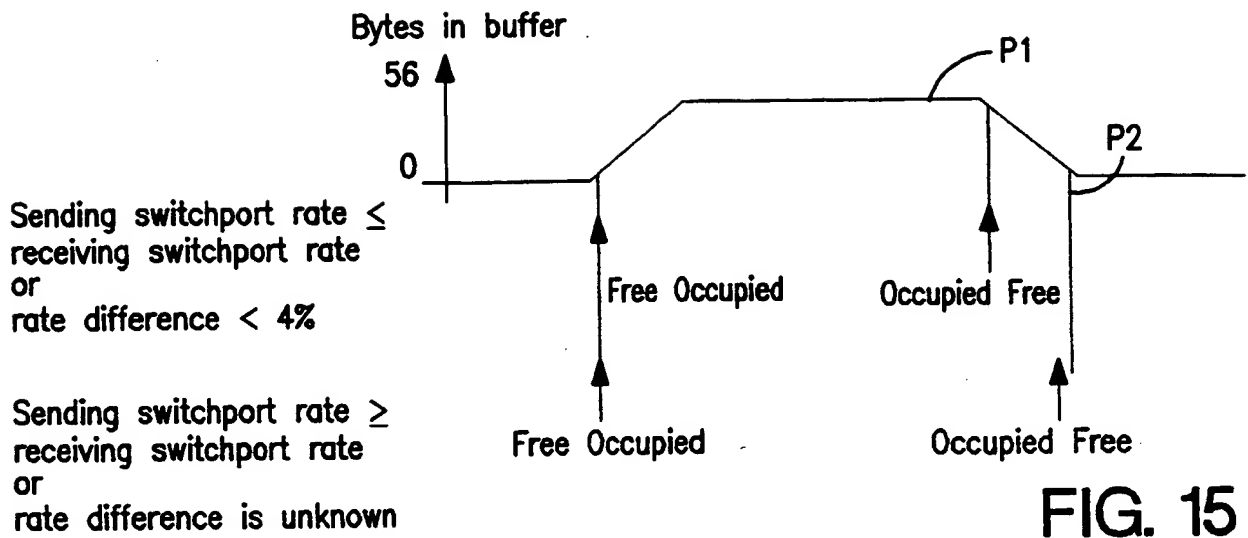 Bytes in buffer
56
P1
P2
0
Sending switchport rate ≤
receiving switchport rate
or
rate difference < 4%
Free Occupied
Occupied Free
Sending switchport rate ≥
receiving switchport rate
or
rate difference is unknown
Free Occupied
Occupied Free
FIG. 15